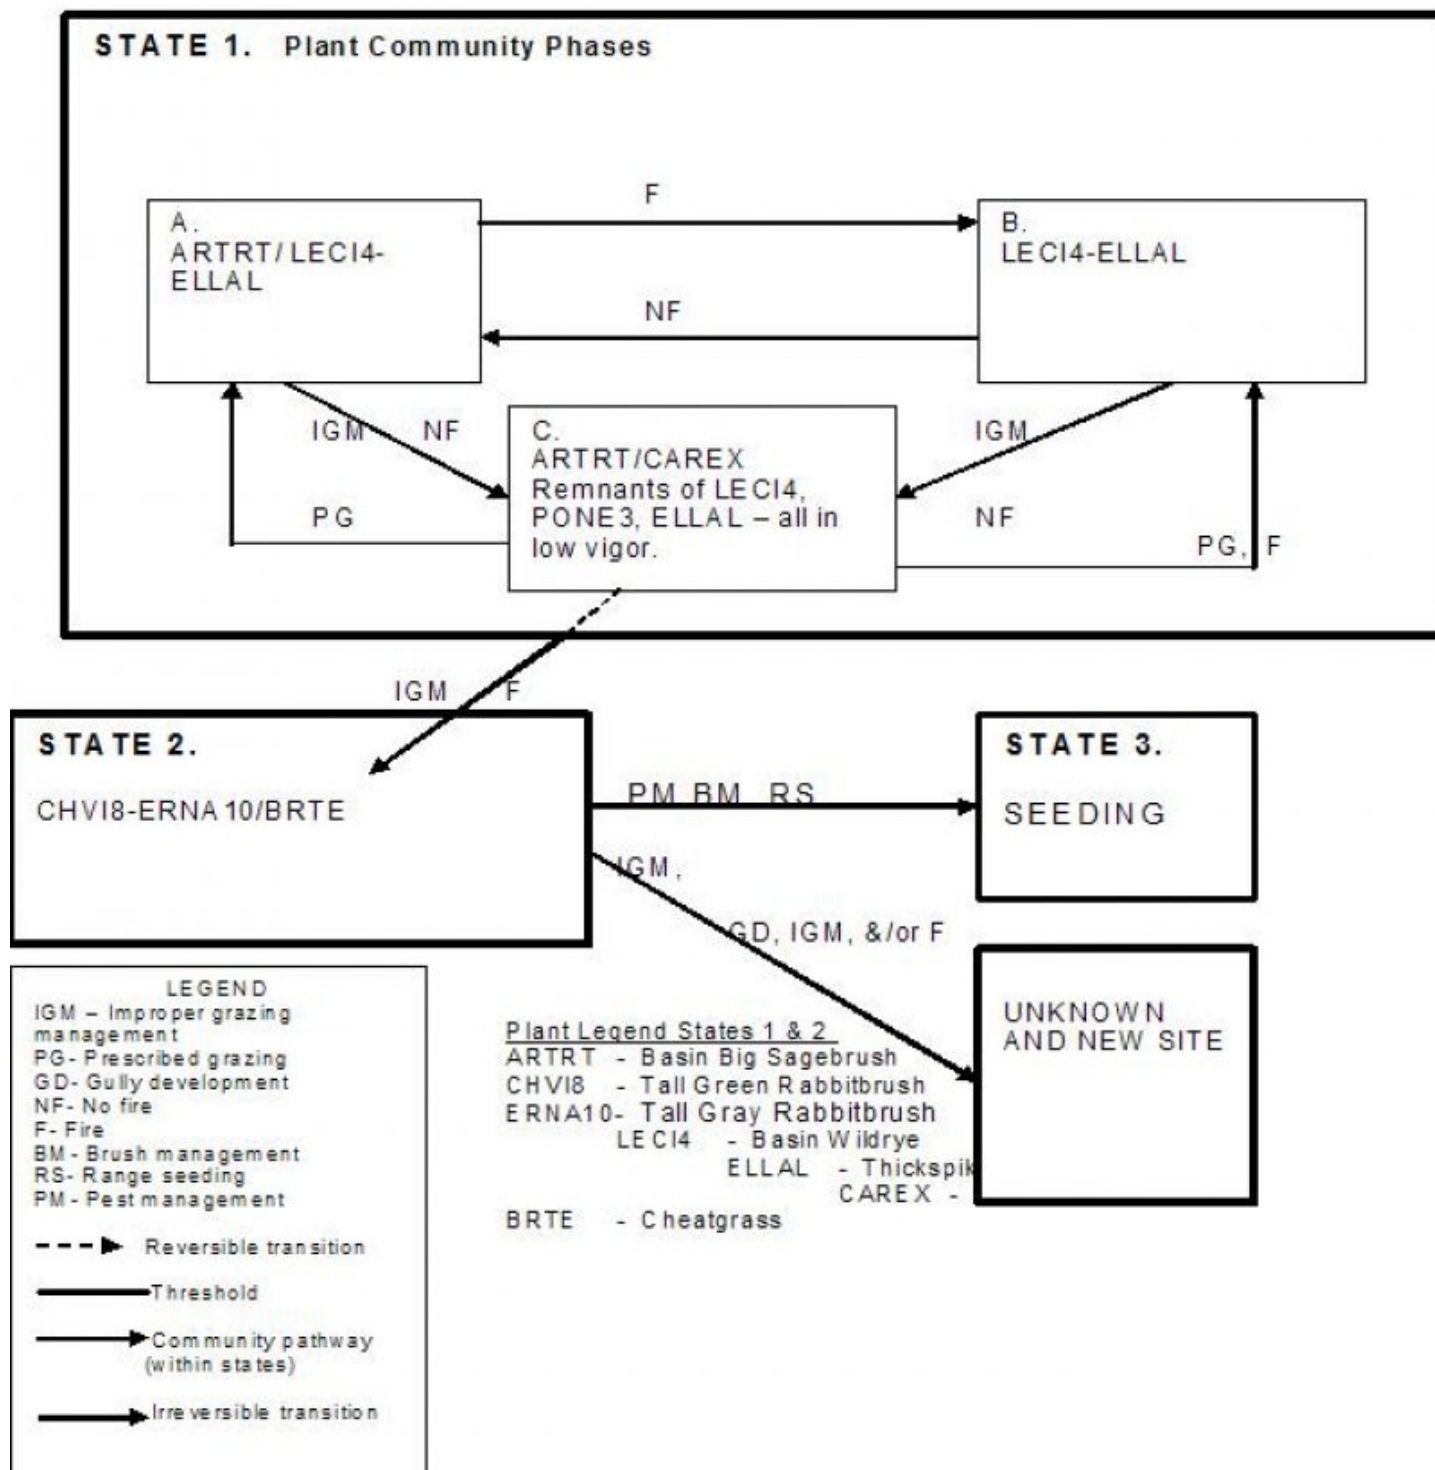 STATE 1. Plant Community Phases
F
A.
ARTRT/LECI4-
ELLAL
B.
LECI4-ELLAL
NF
IGM NF
C.
ARTRT/CAREX
Remnants of LECI4,
PONE3, ELLAL – all in
low vigor.
IGM
PG
NF
PG, F
IGM F
STATE 2.
CHVI8-ERNA10/BRTE
PM BM RS
STATE 3.
SEEDING
IGM,
GD, IGM, &/or F
UNKNOWN
AND NEW SITE
LEGEND
IGM – Improper grazing
management
PG- Prescribed grazing
GD- Gully development
NF- No fire
F- Fire
BM- Brush management
RS- Range seeding
PM- Pest management
Reversible transition
Threshold
Community pathway
(within states)
Irreversible transition
Plant Legend States 1 & 2
ARTRT - Basin Big Sagebrush
CHVI8 - Tall Green Rabbitbrush
ERNA10- Tall Gray Rabbitbrush
LECI4 - Basin Wildrye
ELLAL - Thickspik
CAREX -
BRTE - Cheatgrass